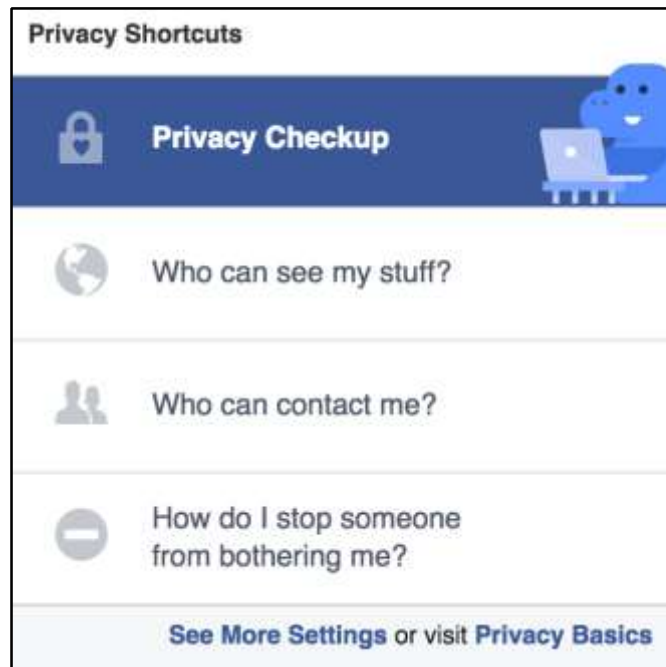 Privacy Shortcuts
Privacy Checkup
Who can see my stuff?
Who can contact me?
How do I stop someone
from bothering me?
See More Settings or visit Privacy Basics